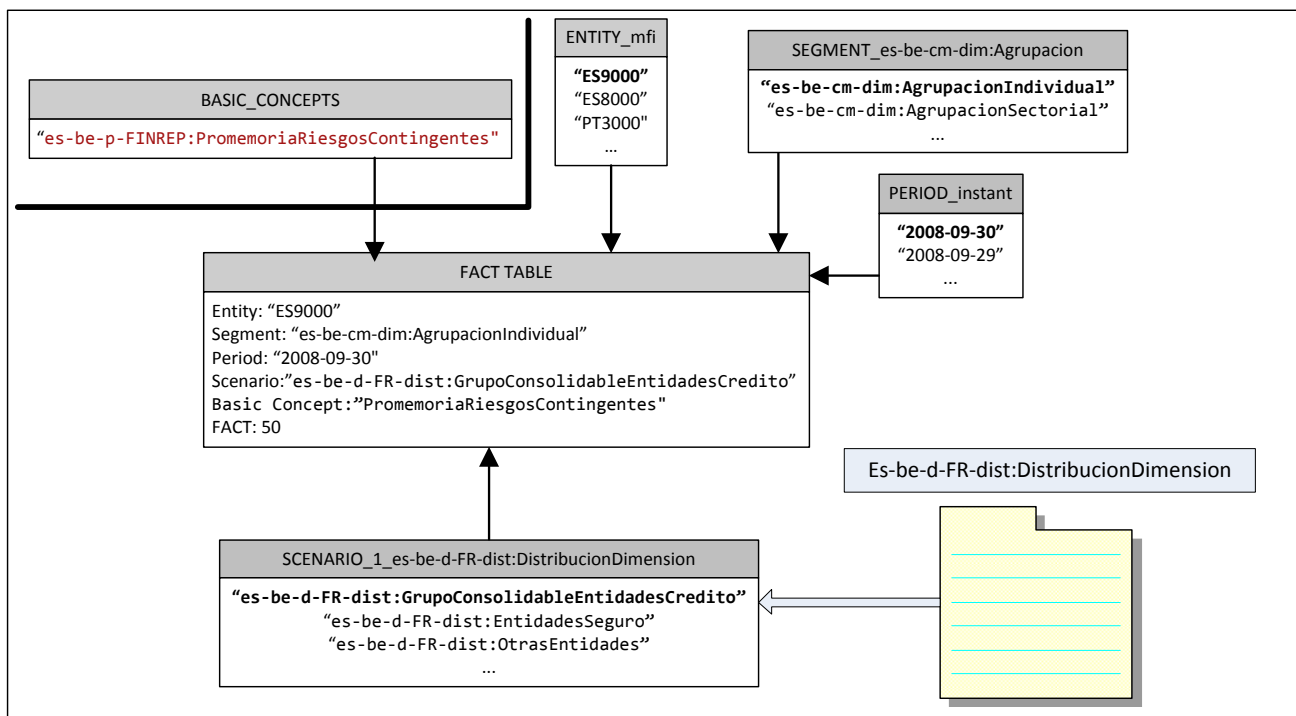 ENTITY_mfi
“ES9000”
“ES8000”
“PT3000"
...
SEGMENT_es-be-cm-dim:Agrupacion
“es-be-cm-dim:AgrupacionIndividual”
“es-be-cm-dim:AgrupacionSectorial”
...
BASIC_CONCEPTS
“es-be-p-FINREP:PromemoriaRiesgosContingentes"
PERIOD_instant
“2008-09-30”
“2008-09-29”
...
FACT TABLE
Entity: “ES9000”
Segment: “es-be-cm-dim:AgrupacionIndividual”
Period: “2008-09-30"
Scenario:”es-be-d-FR-dist:GrupoConsolidableEntidadesCredito”
Basic Concept:”PromemoriaRiesgosContingentes"
FACT: 50
Es-be-d-FR-dist:DistribucionDimension
SCENARIO_1_es-be-d-FR-dist:DistribucionDimension
“es-be-d-FR-dist:GrupoConsolidableEntidadesCredito”
“es-be-d-FR-dist:EntidadesSeguro”
“es-be-d-FR-dist:OtrasEntidades”
...